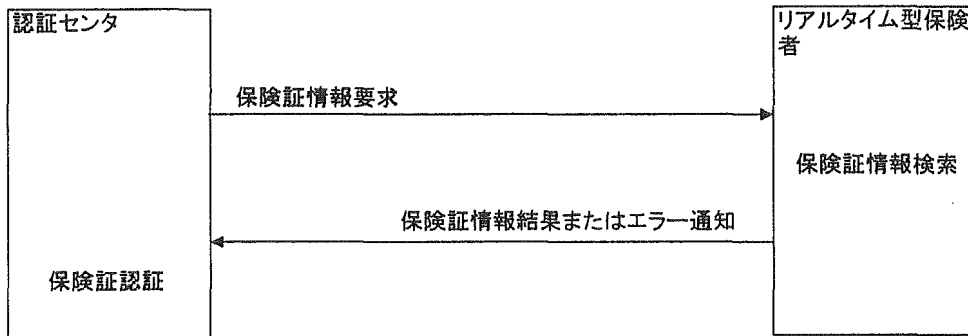 認証センタ
リアルタイム型保険
者
保険証情報要求
保険証情報検索
保険証情報結果またはエラー通知
保険証認証